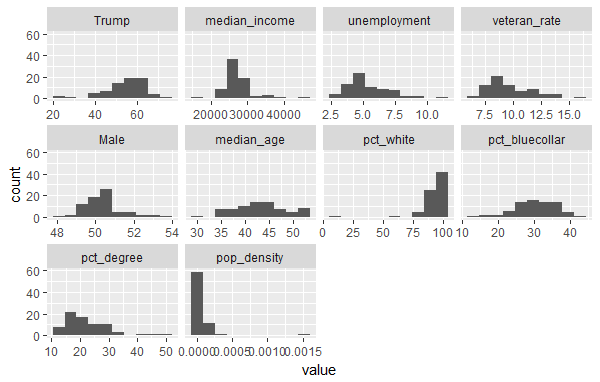 Trump median_income unemployment veteran_rate
60
40
20
0
20 40 60 20000 30000 40000 2.5 5.0 7.5 10.0 7.5 10.0 12.5 15.0
Male median_age pct_white pct_bluecollar
60
40
20
0
48 50 52 54 30 35 40 45 50 0 25 50 75 100 10 20 30 40
pct_degree pop_density
60
40
20
0
10 20 30 40 50 0.0000 0.0005 0.0010 0.0015
count
value